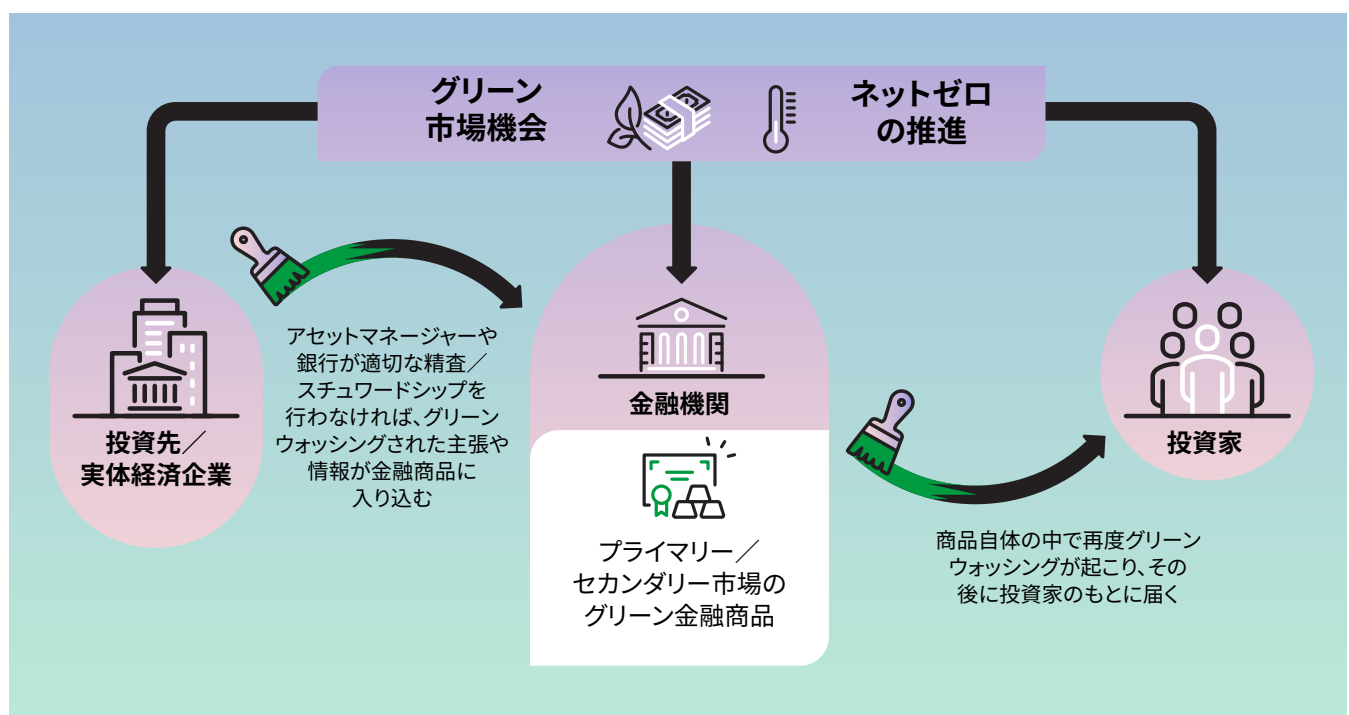 グリーン
市場機会
ネットゼロ
の推進
アセットマネージャーや
銀行が適切な精査／
スチュワードシップを
行わなければ、グリーン
ウォッシングされた主張や
情報が金融商品に
入り込む
投資先／
実体経済企業
金融機関
プライマリー／
セカンダリー市場の
グリーン金融商品
投資家
商品自体の中で再度グリーン
ウォッシングが起こり、その
後に投資家のもとに届く